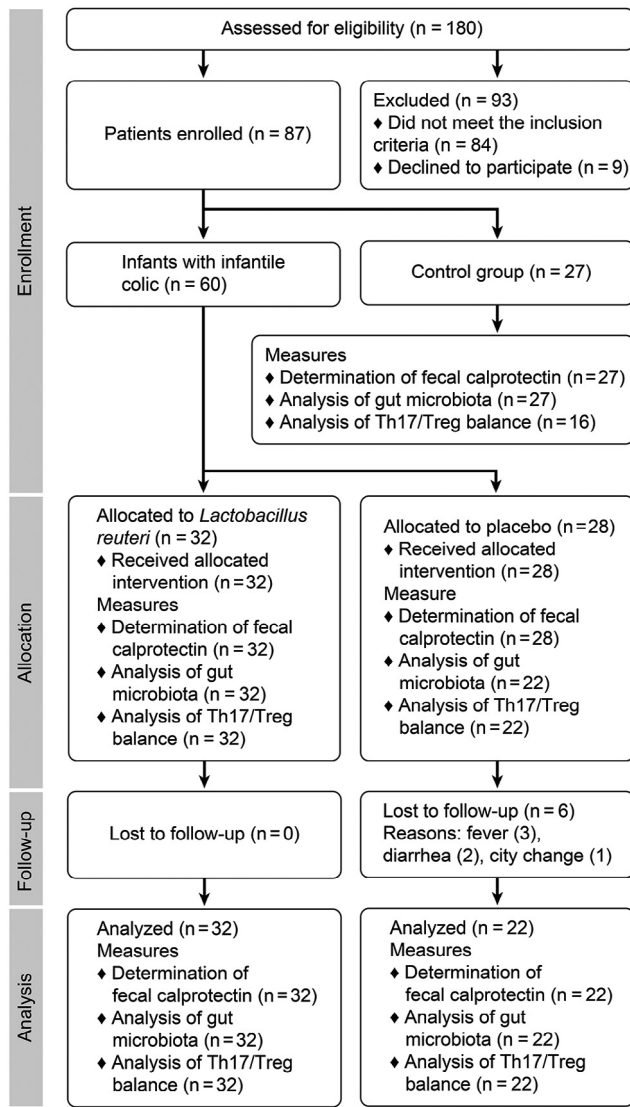 Assessed for eligibility (n = 180)
Enrollment
Patients enrolled (n = 87)
Excluded (n = 93)
♦ Did not meet the inclusion
criteria (n = 84)
♦ Declined to participate (n = 9)
Infants with infantile
colic (n = 60)
Control group (n = 27)
Measures
♦ Determination of fecal calprotectin (n = 27)
♦ Analysis of gut microbiota (n = 27)
♦ Analysis of Th17/Treg balance (n = 16)
Allocation
Allocated to Lactobacillus
reuteri (n = 32)
♦ Received allocated
intervention (n = 32)
Measures
♦ Determination of fecal
calprotectin (n = 32)
♦ Analysis of gut
microbiota (n = 32)
♦ Analysis of Th17/Treg
balance (n = 32)
Allocated to placebo (n = 28)
♦ Received allocated
intervention (n = 28)
Measure
♦ Determination of fecal
calprotectin (n = 28)
♦ Analysis of gut
microbiota (n = 22)
♦ Analysis of Th17/Treg
balance (n = 22)
Follow-up
Lost to follow-up (n = 0)
Lost to follow-up (n = 6)
Reasons: fever (3),
diarrhea (2), city change (1)
Analysis
Analyzed (n = 32)
Measures
♦ Determination of
fecal calprotectin (n = 32)
♦ Analysis of gut
microbiota (n = 32)
♦ Analysis of Th17/Treg
balance (n = 32)
Analyzed (n = 22)
Measures
♦ Determination of
fecal calprotectin (n = 22)
♦ Analysis of gut
microbiota (n = 22)
♦ Analysis of Th17/Treg
balance (n = 22)